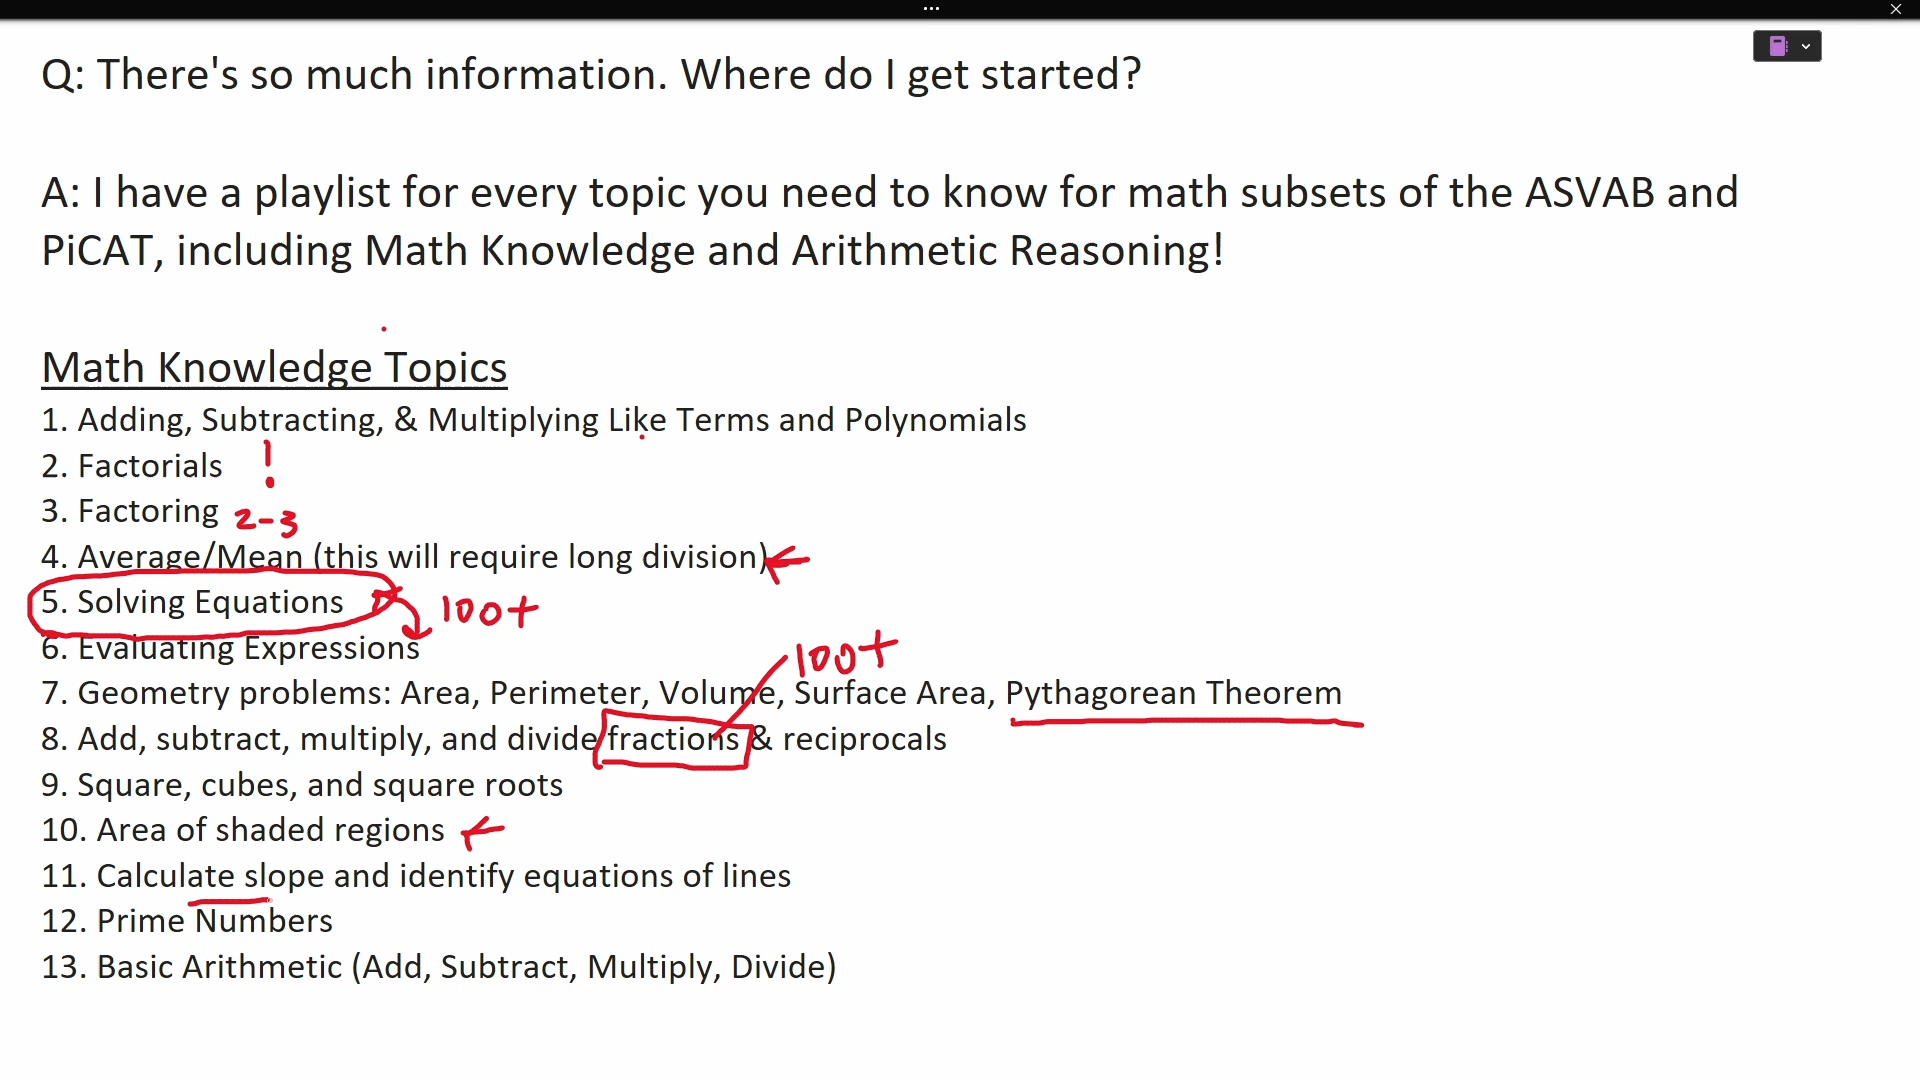 Q: There's so much information. Where do I get started?
A: I have a playlist for every topic you need to know for math subsets of the ASVAB and
PiCAT, including Math Knowledge and Arithmetic Reasoning!
Math Knowledge Topics
1. Adding, Subtracting, & Multiplying Like Terms and Polynomials
2. Factorials !
3. Factoring 2-3
4. Average/Mean (this will require long division)
5. Solving Equations 100+
6. Evaluating Expressions
100+
7. Geometry problems: Area, Perimeter, Volume, Surface Area, Pythagorean Theorem
8. Add, subtract, multiply, and divide fractions & reciprocals
9. Square, cubes, and square roots
10. Area of shaded regions
11. Calculate slope and identify equations of lines
12. Prime Numbers
13. Basic Arithmetic (Add, Subtract, Multiply, Divide)